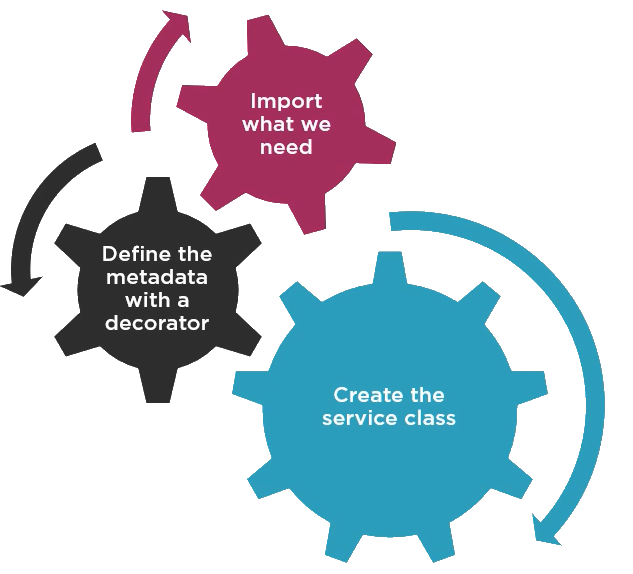 Import
what we
need
Define the
metadata
with a
decorator
Create the
service class